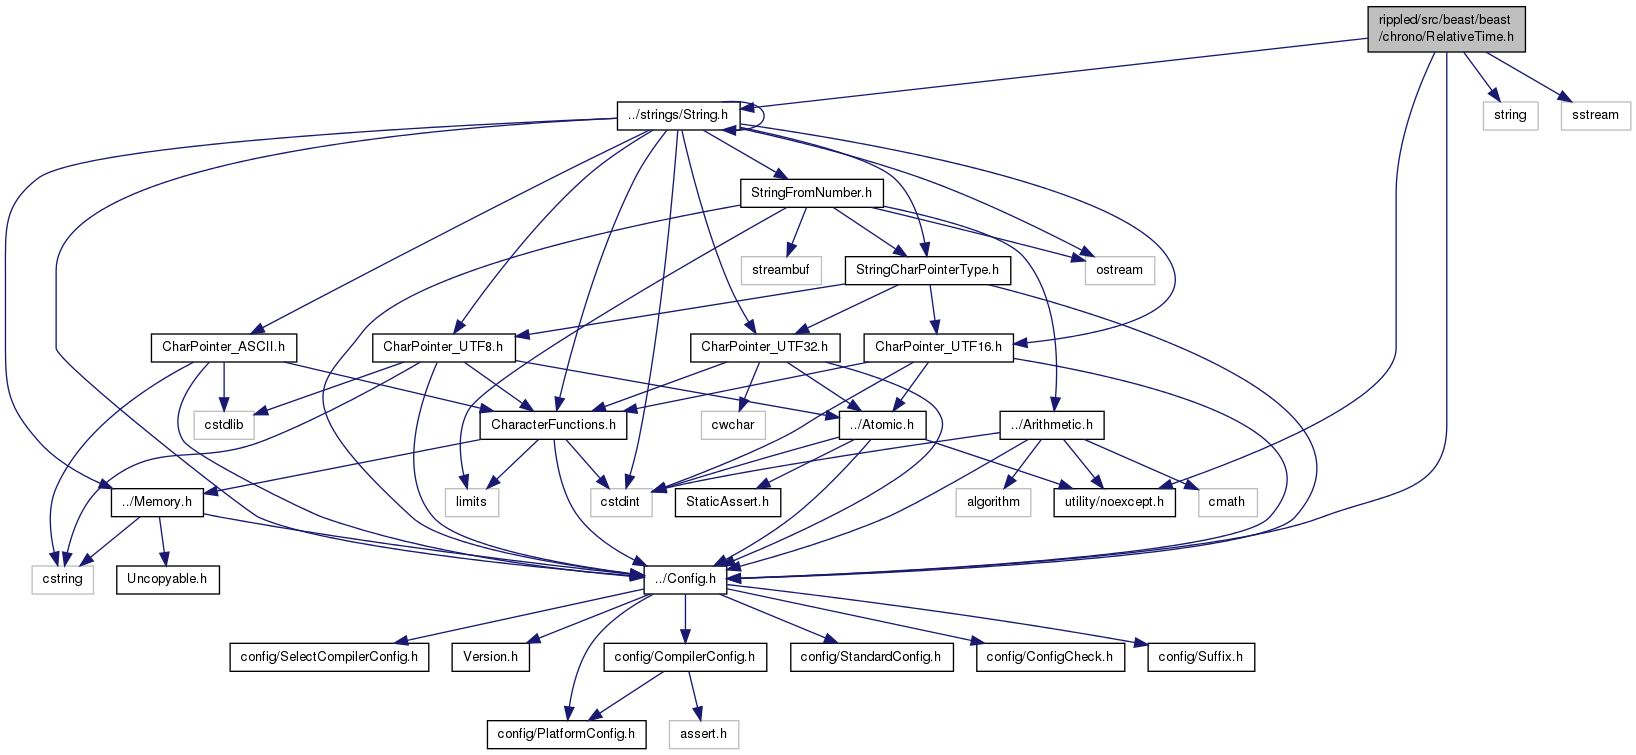 rippled/src/beast/beast
/chrono/RelativeTime.h
../strings/String.h
string
sstream
StringFromNumber.h
streambuf
StringCharPointerType.h
ostream
CharPointer_ASCII.h
CharPointer_UTF8.h
CharPointer_UTF32.h
CharPointer_UTF16.h
cstdlib
CharacterFunctions.h
cwchar
../Atomic.h
../Arithmetic.h
../Memory.h
limits
cstdint
StaticAssert.h
algorithm
utility/noexcept.h
cmath
cstring
Uncopyable.h
../Config.h
config/SelectCompilerConfig.h
Version.h
config/CompilerConfig.h
config/StandardConfig.h
config/ConfigCheck.h
config/Suffix.h
config/PlatformConfig.h
assert.h